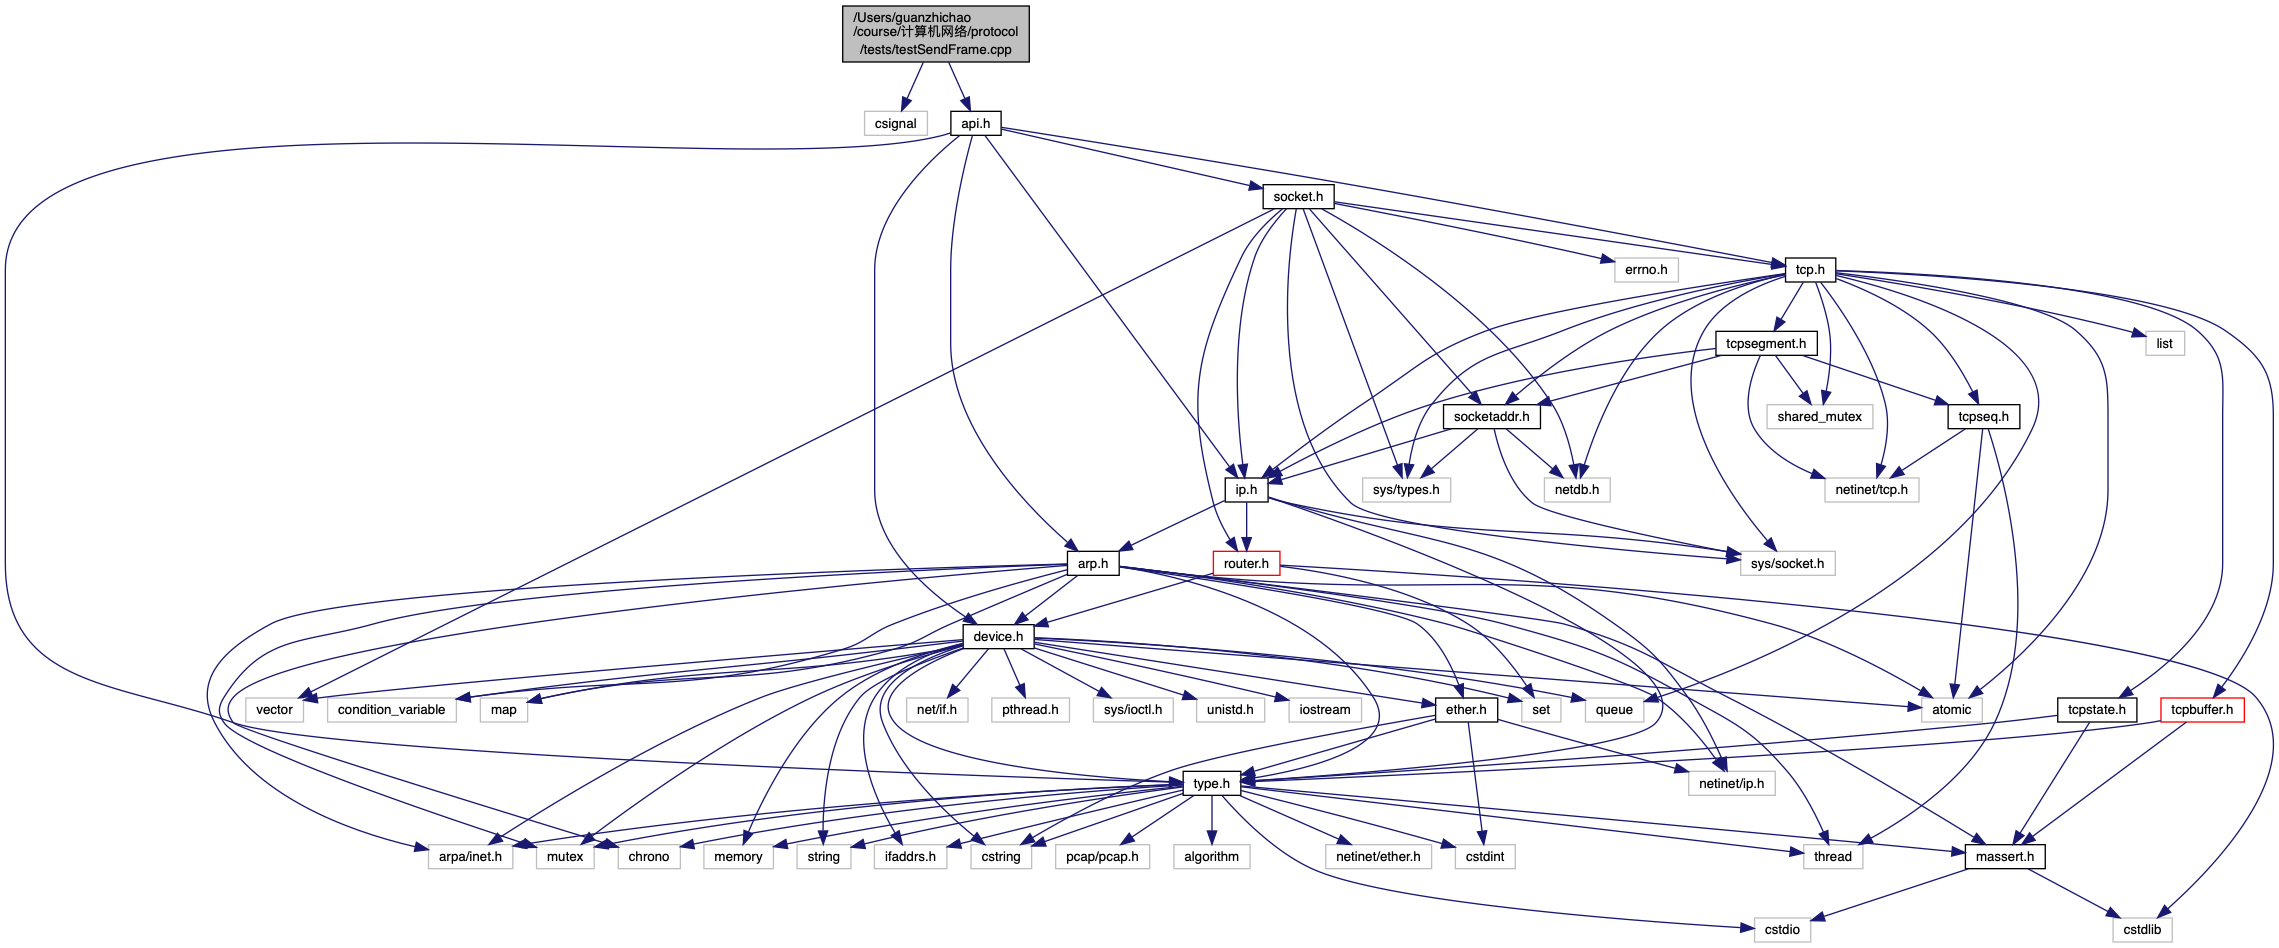 /Users/guanzhichao
/course/计算机网络/protocol
/tests/testSendFrame.cpp
csignal
api.h
socket.h
errno.h
tcp.h
tcpsegment.h
list
socketaddr.h
shared_mutex
tcpseq.h
ip.h
sys/types.h
netdb.h
netinet/tcp.h
arp.h
router.h
sys/socket.h
device.h
vector
condition_variable
map
net/if.h
pthread.h
sys/ioctl.h
unistd.h
iostream
ether.h
set
queue
atomic
tcpstate.h
tcpbuffer.h
type.h
netinet/ip.h
arpa/inet.h
mutex
chrono
memory
string
ifaddrs.h
cstring
pcap/pcap.h
algorithm
netinet/ether.h
cstdint
thread
massert.h
cstdio
cstdlib